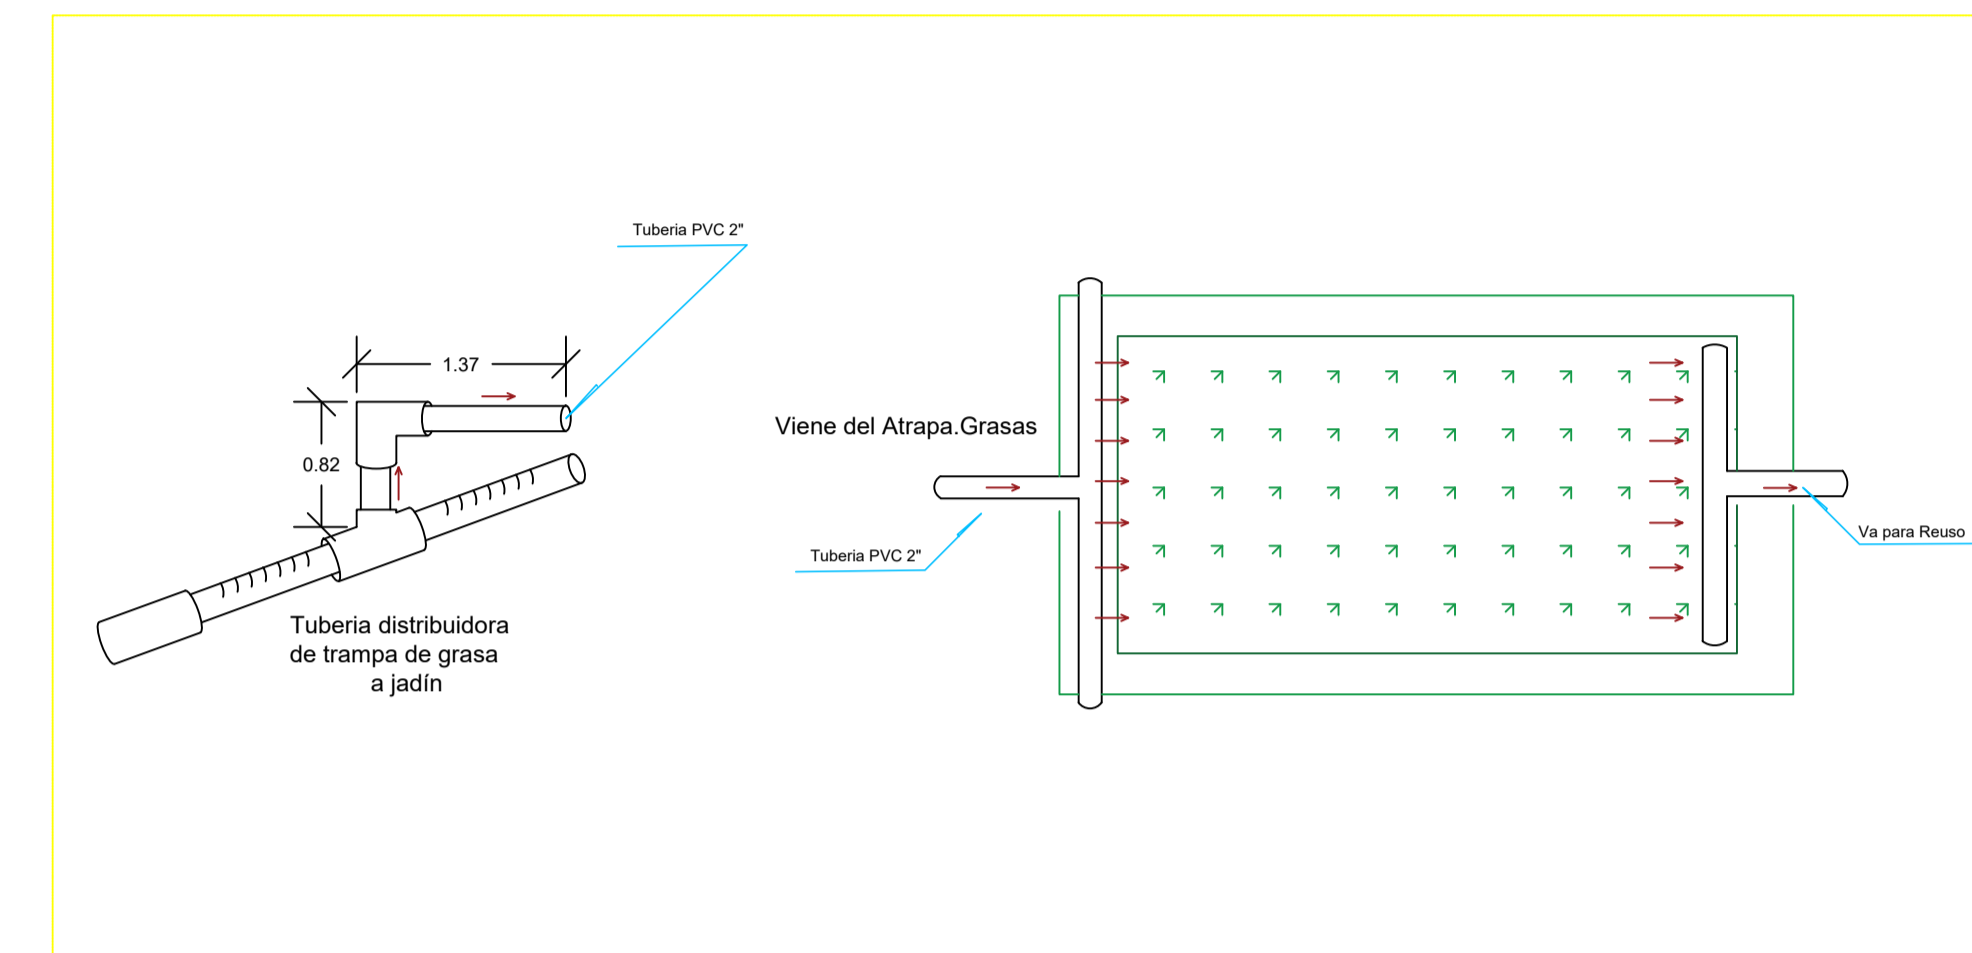 Tuberia PVC 2"
1.37
0.82
Tuberia distribuidora
de trampa de grasa
a jadín
Viene del Atrapa.Grasas
Tuberia PVC 2"
Va para Reuso